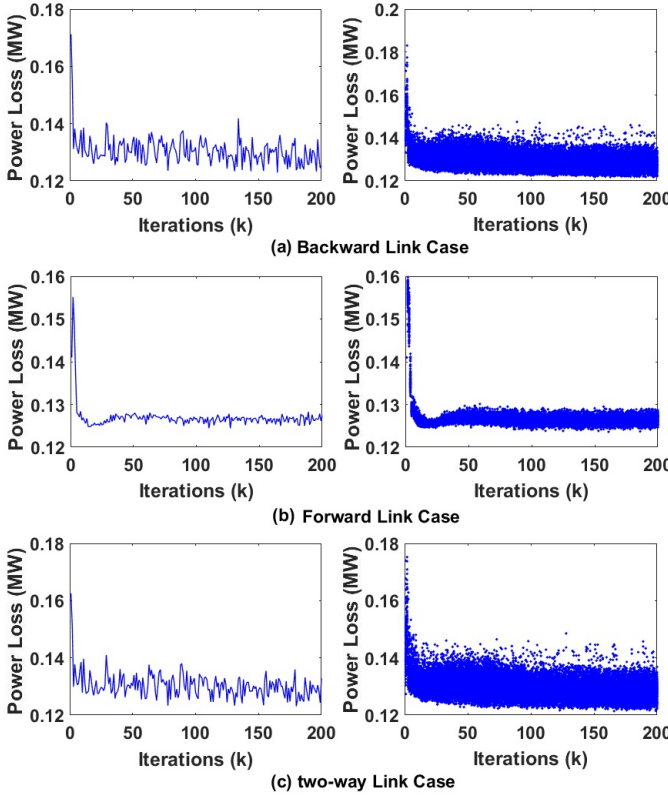 0.18
0.16
0.14
0.12
Power Loss (MW)
0 50 100 150 200
Iterations (k)
0.2
0.18
0.16
0.14
0.12
Power Loss (MW)
0 50 100 150 200
Iterations (k)
(a) Backward Link Case
0.16
0.15
0.14
0.13
0.12
Power Loss (MW)
0 50 100 150 200
Iterations (k)
0.16
0.15
0.14
0.13
0.12
Power Loss (MW)
0 50 100 150 200
Iterations (k)
(b) Forward Link Case
0.18
0.16
0.14
0.12
Power Loss (MW)
0 50 100 150 200
Iterations (k)
0.18
0.16
0.14
0.12
Power Loss (MW)
0 50 100 150 200
Iterations (k)
(c) two-way Link Case